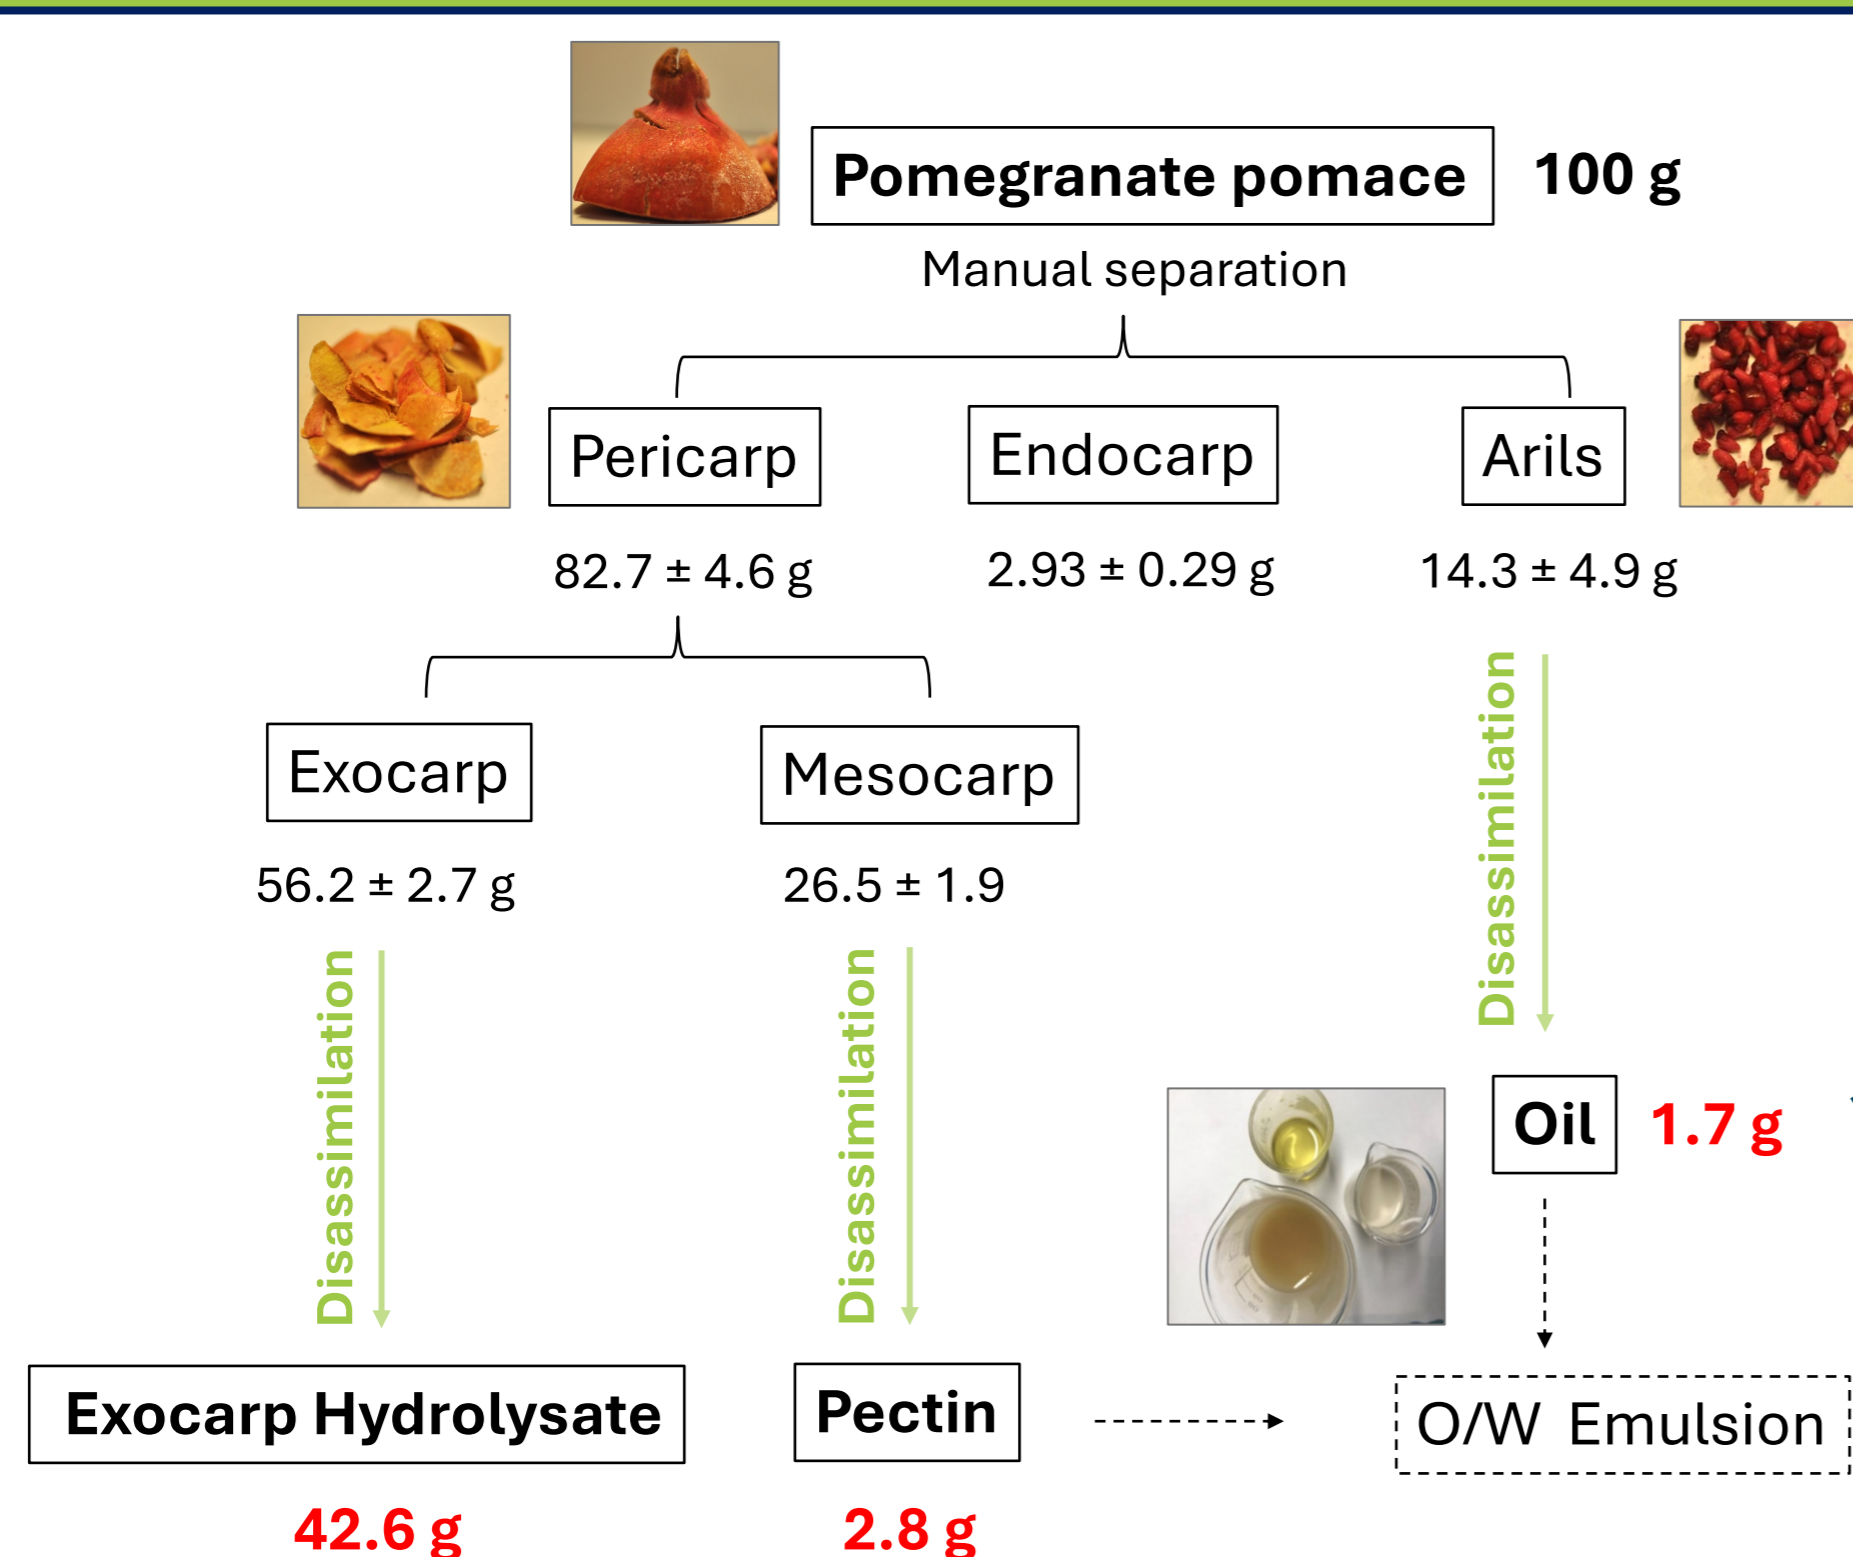 Pomegranate pomace
100 g
Manual separation
Pericarp
Endocarp
Arils
82.7 ± 4.6 g
2.93 ± 0.29 g
14.3 ± 4.9 g
Exocarp
Mesocarp
56.2 ± 2.7 g
26.5 ± 1.9
Disassimilation
Disassimilation
Disassimilation
Oil
1.7 g
Exocarp Hydrolysate
Pectin
O/W Emulsion
42.6 g
2.8 g